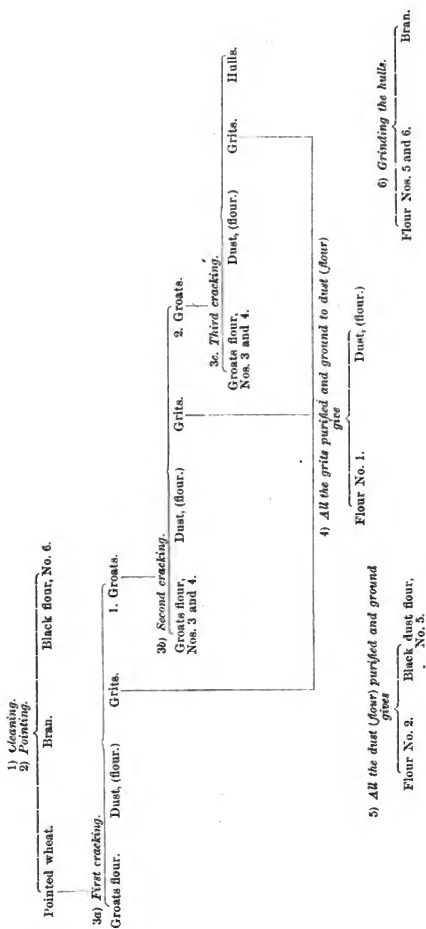 1) Cleaning.
2) Pointing.
Pointed wheat. Bran. Black flour, No. 6.
3a) First cracking.
Groats flour. Dust, (flour.) Grits. 1. Groats.
3b) Second cracking.
Groats flour, Dust, (flour.) Grits. 2. Groats.
Nos. 3 and 4.
3c. Third cracking.
Groats flour, Dust, (flour.) Grits. Hulls.
Nos. 3 and 4.
4) All the grits purified and ground to dust (flour)
give
Flour No. 1. Dust, (flour.)
5) All the dust (flour) purified and ground
gives
Flour No. 2. Black dust flour,
No. 5.
6) Grinding the hulls.
Flour Nos. 5 and 6. Bran.